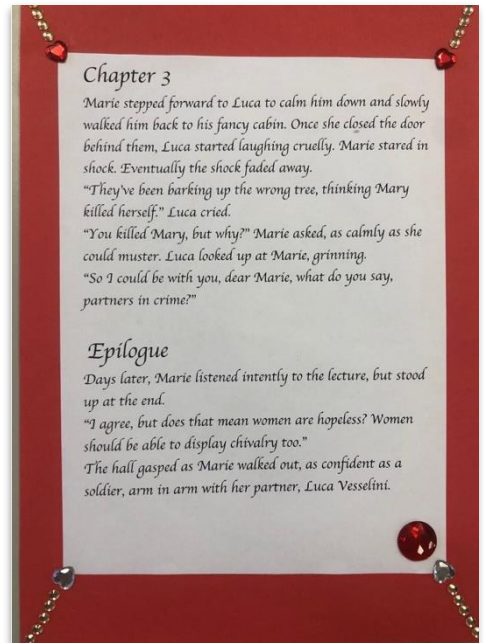 Chapter 3
Marie stepped forward to Luca to calm him down and slowly
walked him back to his fancy cabin. Once she closed the door
behind them, Luca started laughing cruelly. Marie stared in
shock. Eventually the shock faded away.
"They've been barking up the wrong tree, thinking Mary
killed herself." Luca cried.
"You killed Mary, but why?" Marie asked, as calmly as she
could muster. Luca looked up at Marie, grinning.
"So I could be with you, dear Marie, what do you say,
partners in crime?"
Epilogue
Days later, Marie listened intently to the lecture, but stood
up at the end.
"I agree, but does that mean women are hopeless? Women
should be able to display chivalry too."
The hall gasped as Marie walked out, as confident as a
soldier, arm in arm with her partner, Luca Vesselini.